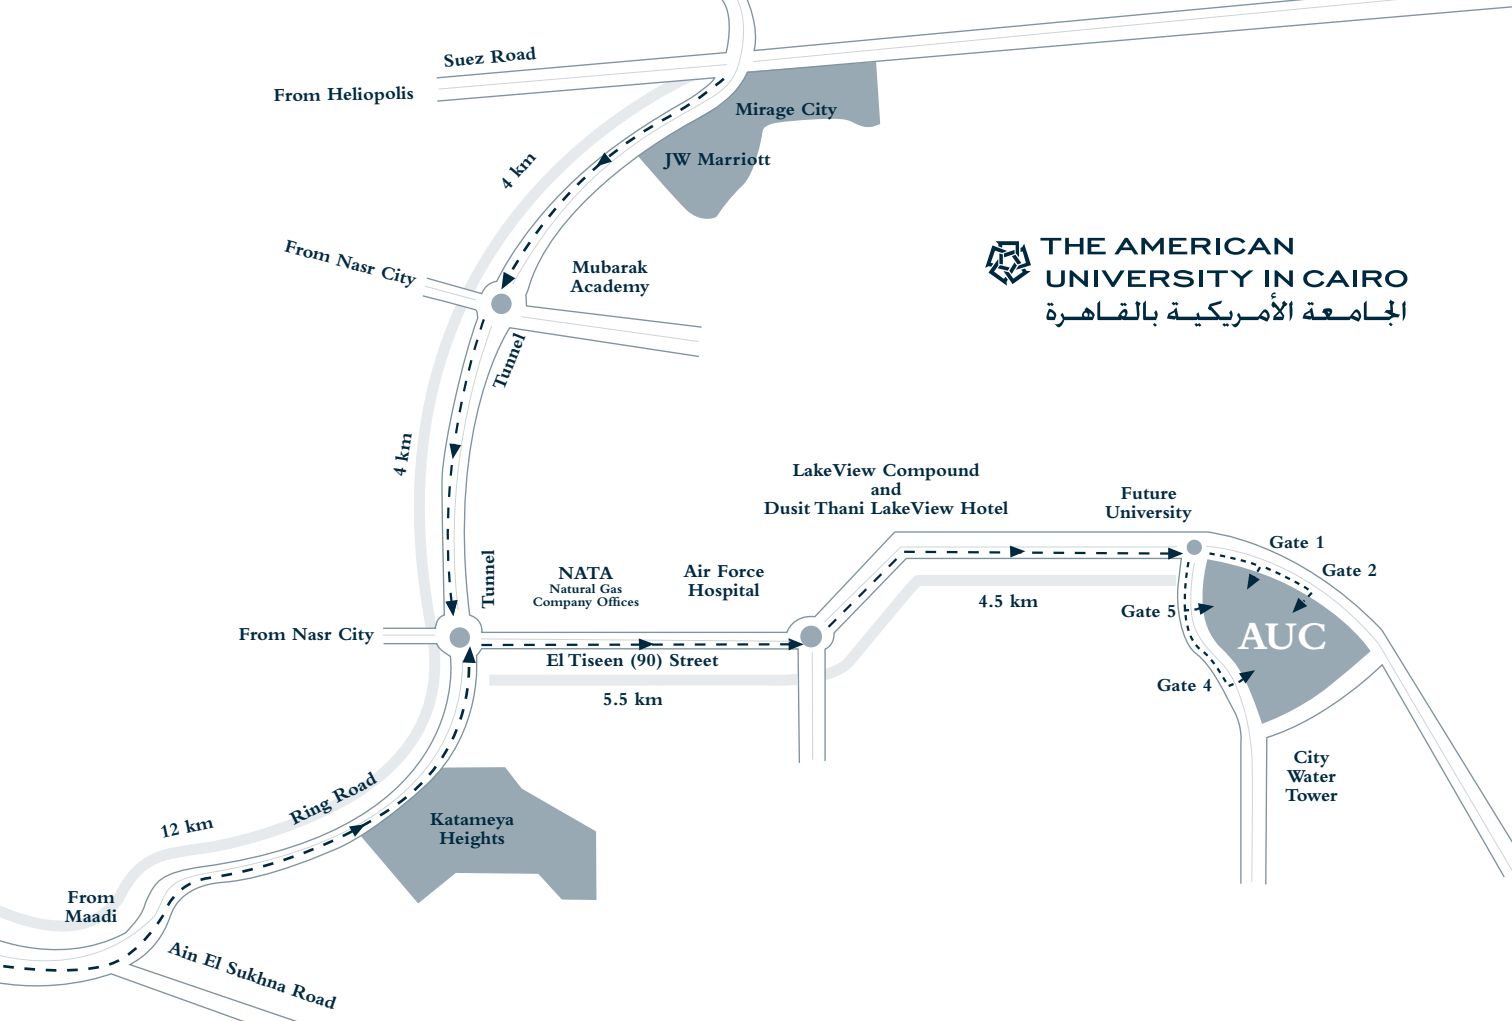 Suez Road
From Heliopolis
Mirage City
JW Marriott
4 km
From Nasr City
Mubarak
Academy
THE AMERICAN
UNIVERSITY IN CAIRO
الجامعة الأمريكية بالقاهرة
Tunnel
4 km
LakeView Compound
and
Dusit Thani LakeView Hotel
Future
University
Gate 1
Gate 2
Tunnel
NATA
Natural Gas
Company Offices
Air Force
Hospital
4.5 km
Gate 5
AUC
From Nasr City
El Tiseen (90) Street
5.5 km
Gate 4
City
Water
Tower
Ring Road
12 km
Katameya
Heights
From
Maadi
Ain El Sukhna Road